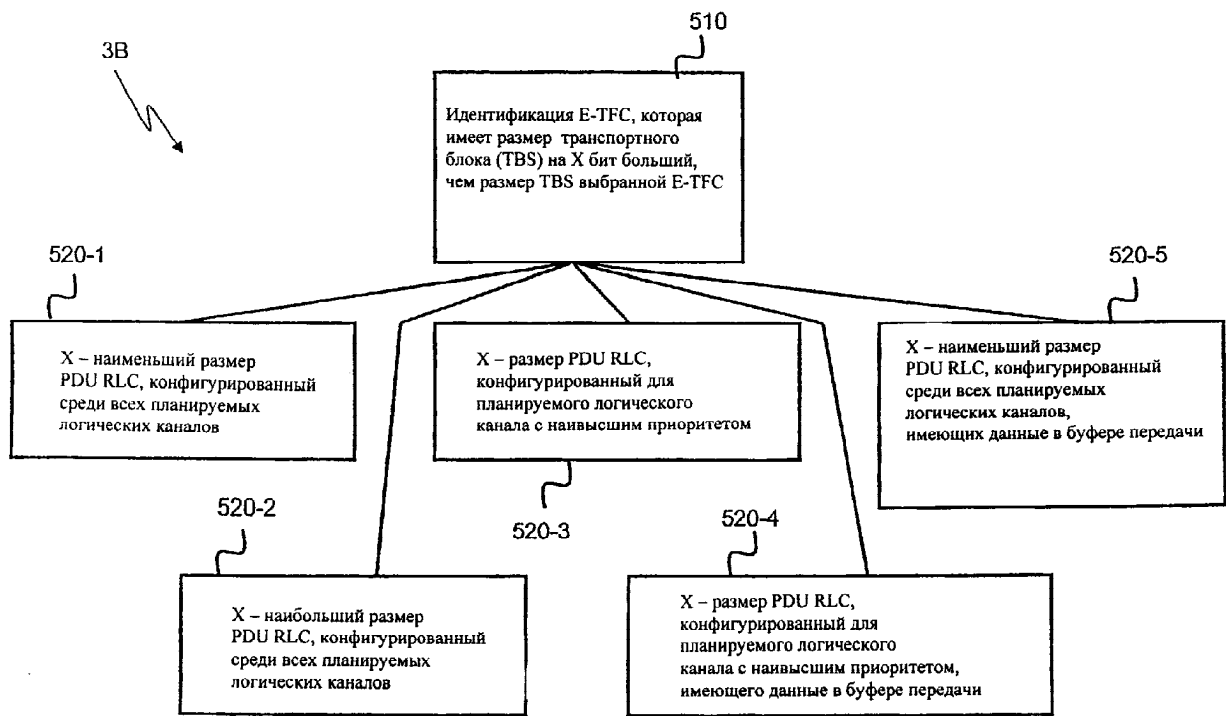 510
3B
Идентификация E-TFC, которая
имеет размер транспортного
блока (TBS) на X бит больший,
чем размер TBS выбранной E-TFC
520-1
520-5
X – наименьший размер
PDU RLC, конфигурированный
среди всех планируемых
логических каналов
X – размер PDU RLC,
конфигурированный для
планируемого логического
канала с наивысшим приоритетом
X – наименьший размер
PDU RLC, конфигурированный
среди всех планируемых
логических каналов,
имеющих данные в буфере передачи
520-2
520-3
520-4
X – наибольший размер
PDU RLC, конфигурированный
среди всех планируемых
логических каналов
X – размер PDU RLC,
конфигурированный для
планируемого логического
канала с наивысшим приоритетом,
имеющего данные в буфере передачи